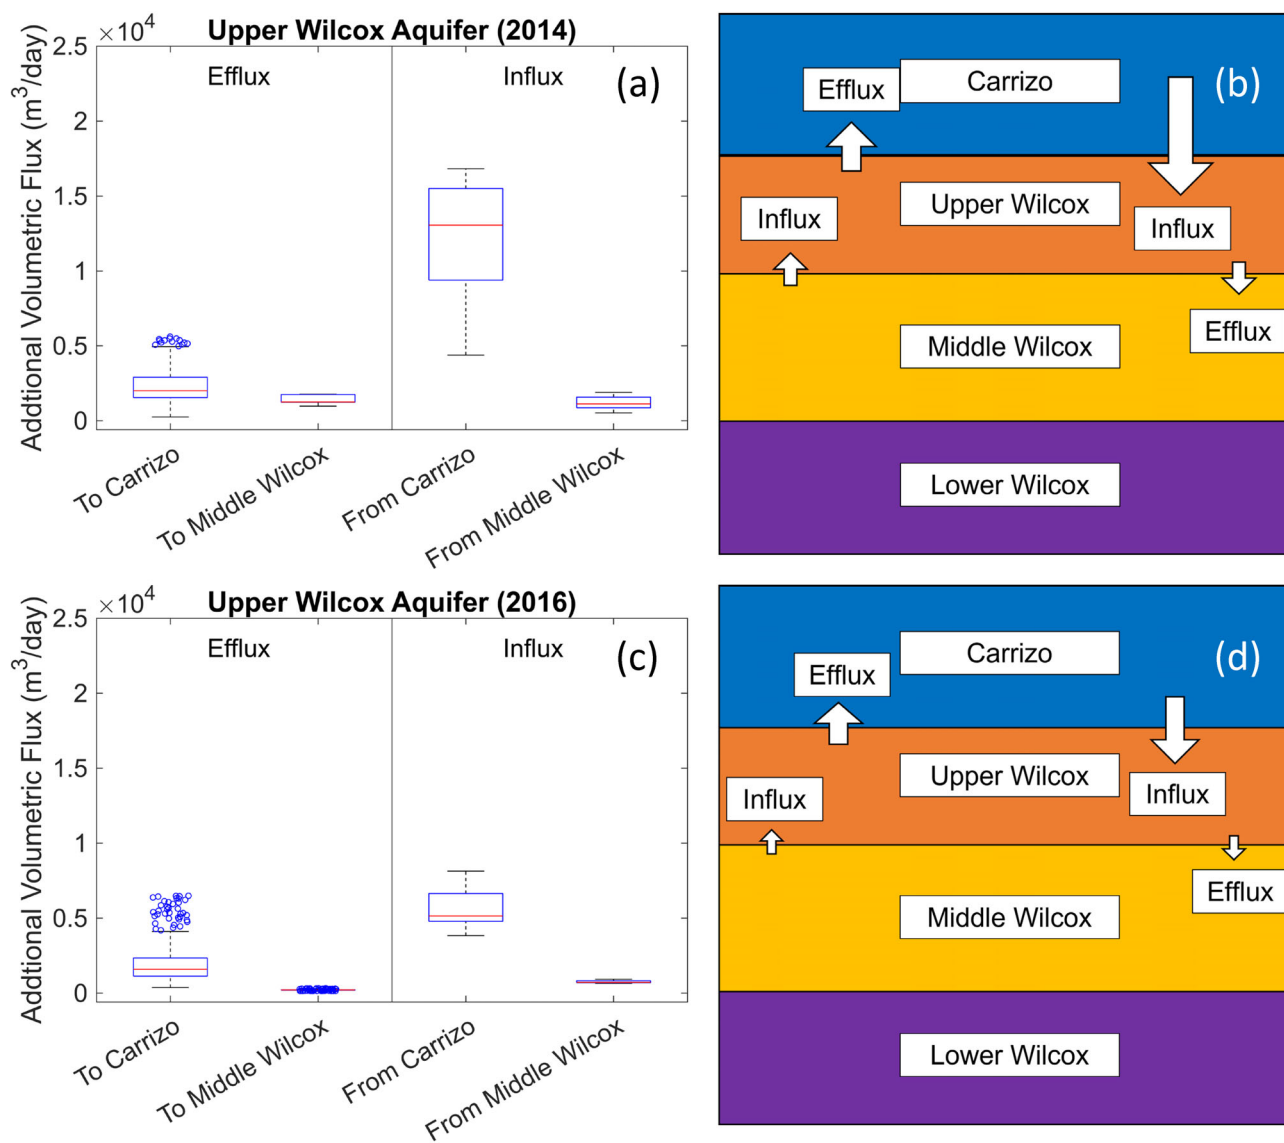 ×10^4
Upper Wilcox Aquifer (2014)
Efflux
Influx
(a)
Addtional Volumetric Flux (m^3/day)
2.5
2
1.5
1
0.5
0
To Carrizo
To Middle Wilcox
From Carrizo
From Middle Wilcox
(b)
Carrizo
Efflux
Upper Wilcox
Influx
Influx
Middle Wilcox
Efflux
Lower Wilcox
×10^4
Upper Wilcox Aquifer (2016)
Efflux
Influx
(c)
Addtional Volumetric Flux (m^3/day)
2.5
2
1.5
1
0.5
0
To Carrizo
To Middle Wilcox
From Carrizo
From Middle Wilcox
(d)
Carrizo
Efflux
Upper Wilcox
Influx
Influx
Middle Wilcox
Efflux
Lower Wilcox